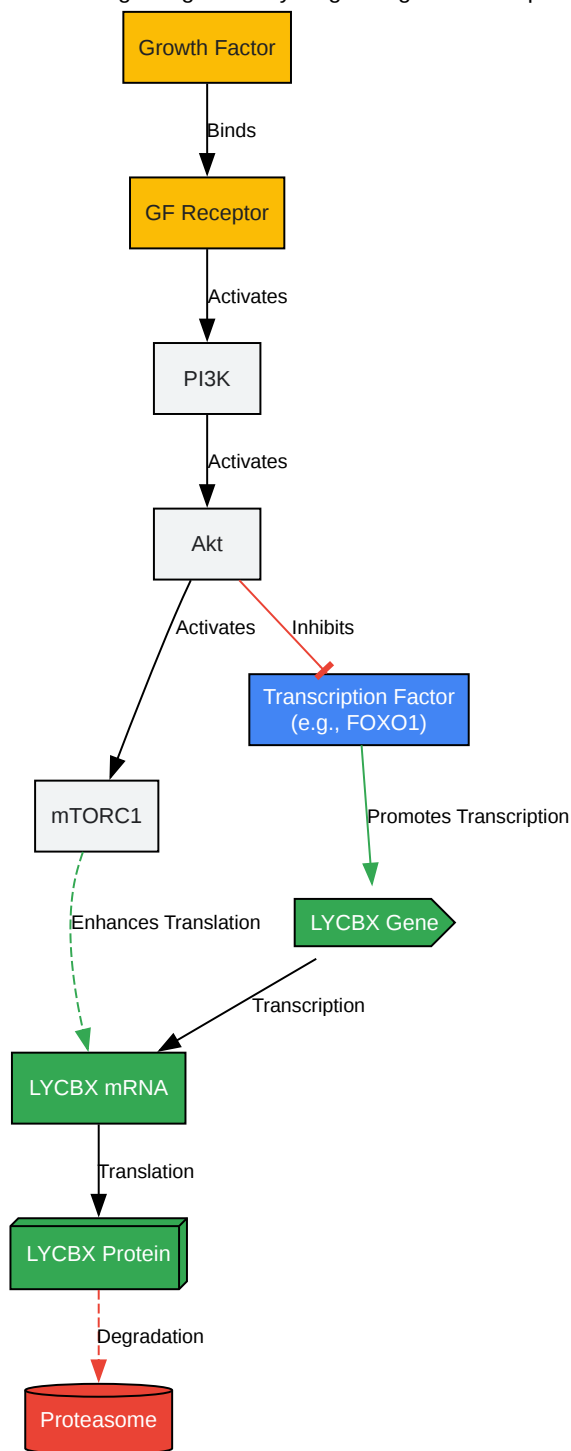 Growth Factor
Binds
GF Receptor
Activates
PI3K
Activates
Akt
Activates
Inhibits
Transcription Factor
(e.g., FOXO1)
mTORC1
Promotes Transcription
Enhances Translation
LYCBX Gene
Transcription
LYCBX mRNA
Translation
LYCBX Protein
Degradation
Proteasome